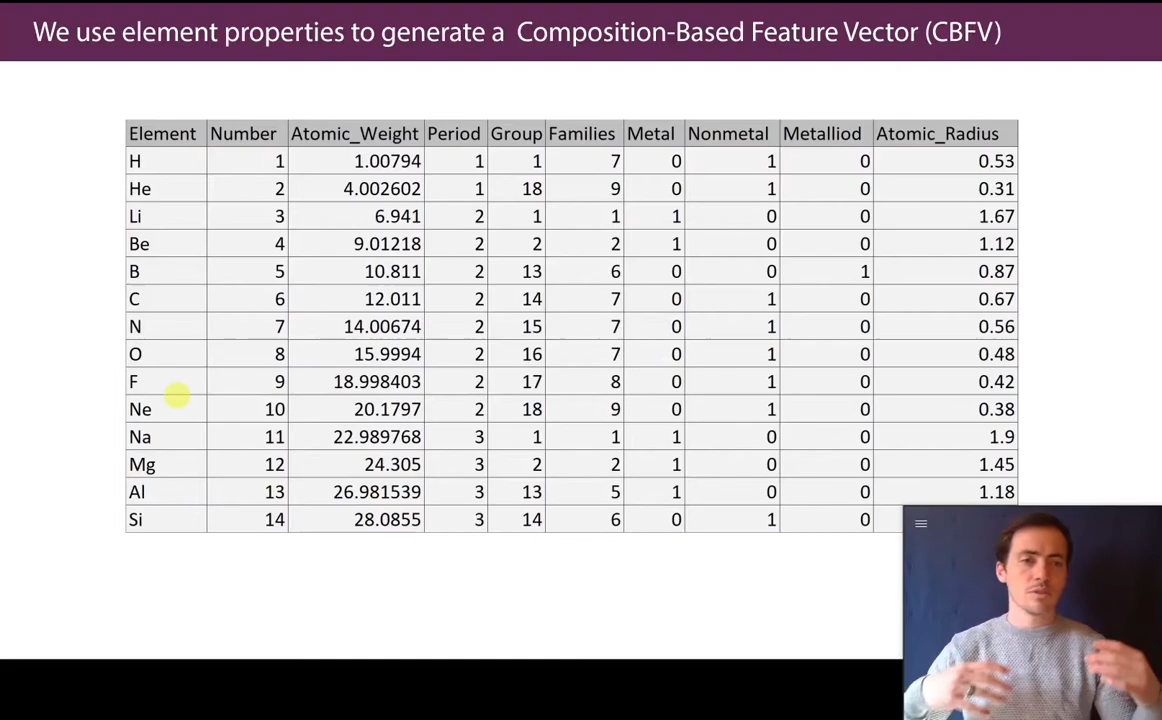 We use element properties to generate a Composition-Based Feature Vector (CBFV)
Element Number Atomic_Weight Period Group Families Metal Nonmetal Metalliod Atomic_Radius
H 1 1.00794 1 1 7 0 1 0 0.53
He 2 4.002602 1 18 9 0 1 0 0.31
Li 3 6.941 2 1 1 1 0 0 1.67
Be 4 9.01218 2 2 2 1 0 0 1.12
B 5 10.811 2 13 6 0 0 1 0.87
C 6 12.011 2 14 7 0 1 0 0.67
N 7 14.00674 2 15 7 0 1 0 0.56
O 8 15.9994 2 16 7 0 1 0 0.48
F 9 18.998403 2 17 8 0 1 0 0.42
Ne 10 20.1797 2 18 9 0 1 0 0.38
Na 11 22.989768 3 1 1 1 0 0 1.9
Mg 12 24.305 3 2 2 1 0 0 1.45
Al 13 26.981539 3 13 5 1 0 0 1.18
Si 14 28.0855 3 14 6 0 1 0